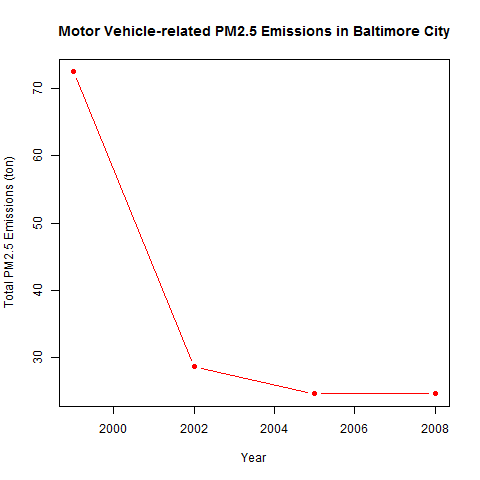 Motor Vehicle-related PM2.5 Emissions in Baltimore City
Total PM2.5 Emissions (ton)
70
60
50
40
30
2000 2002 2004 2006 2008
Year